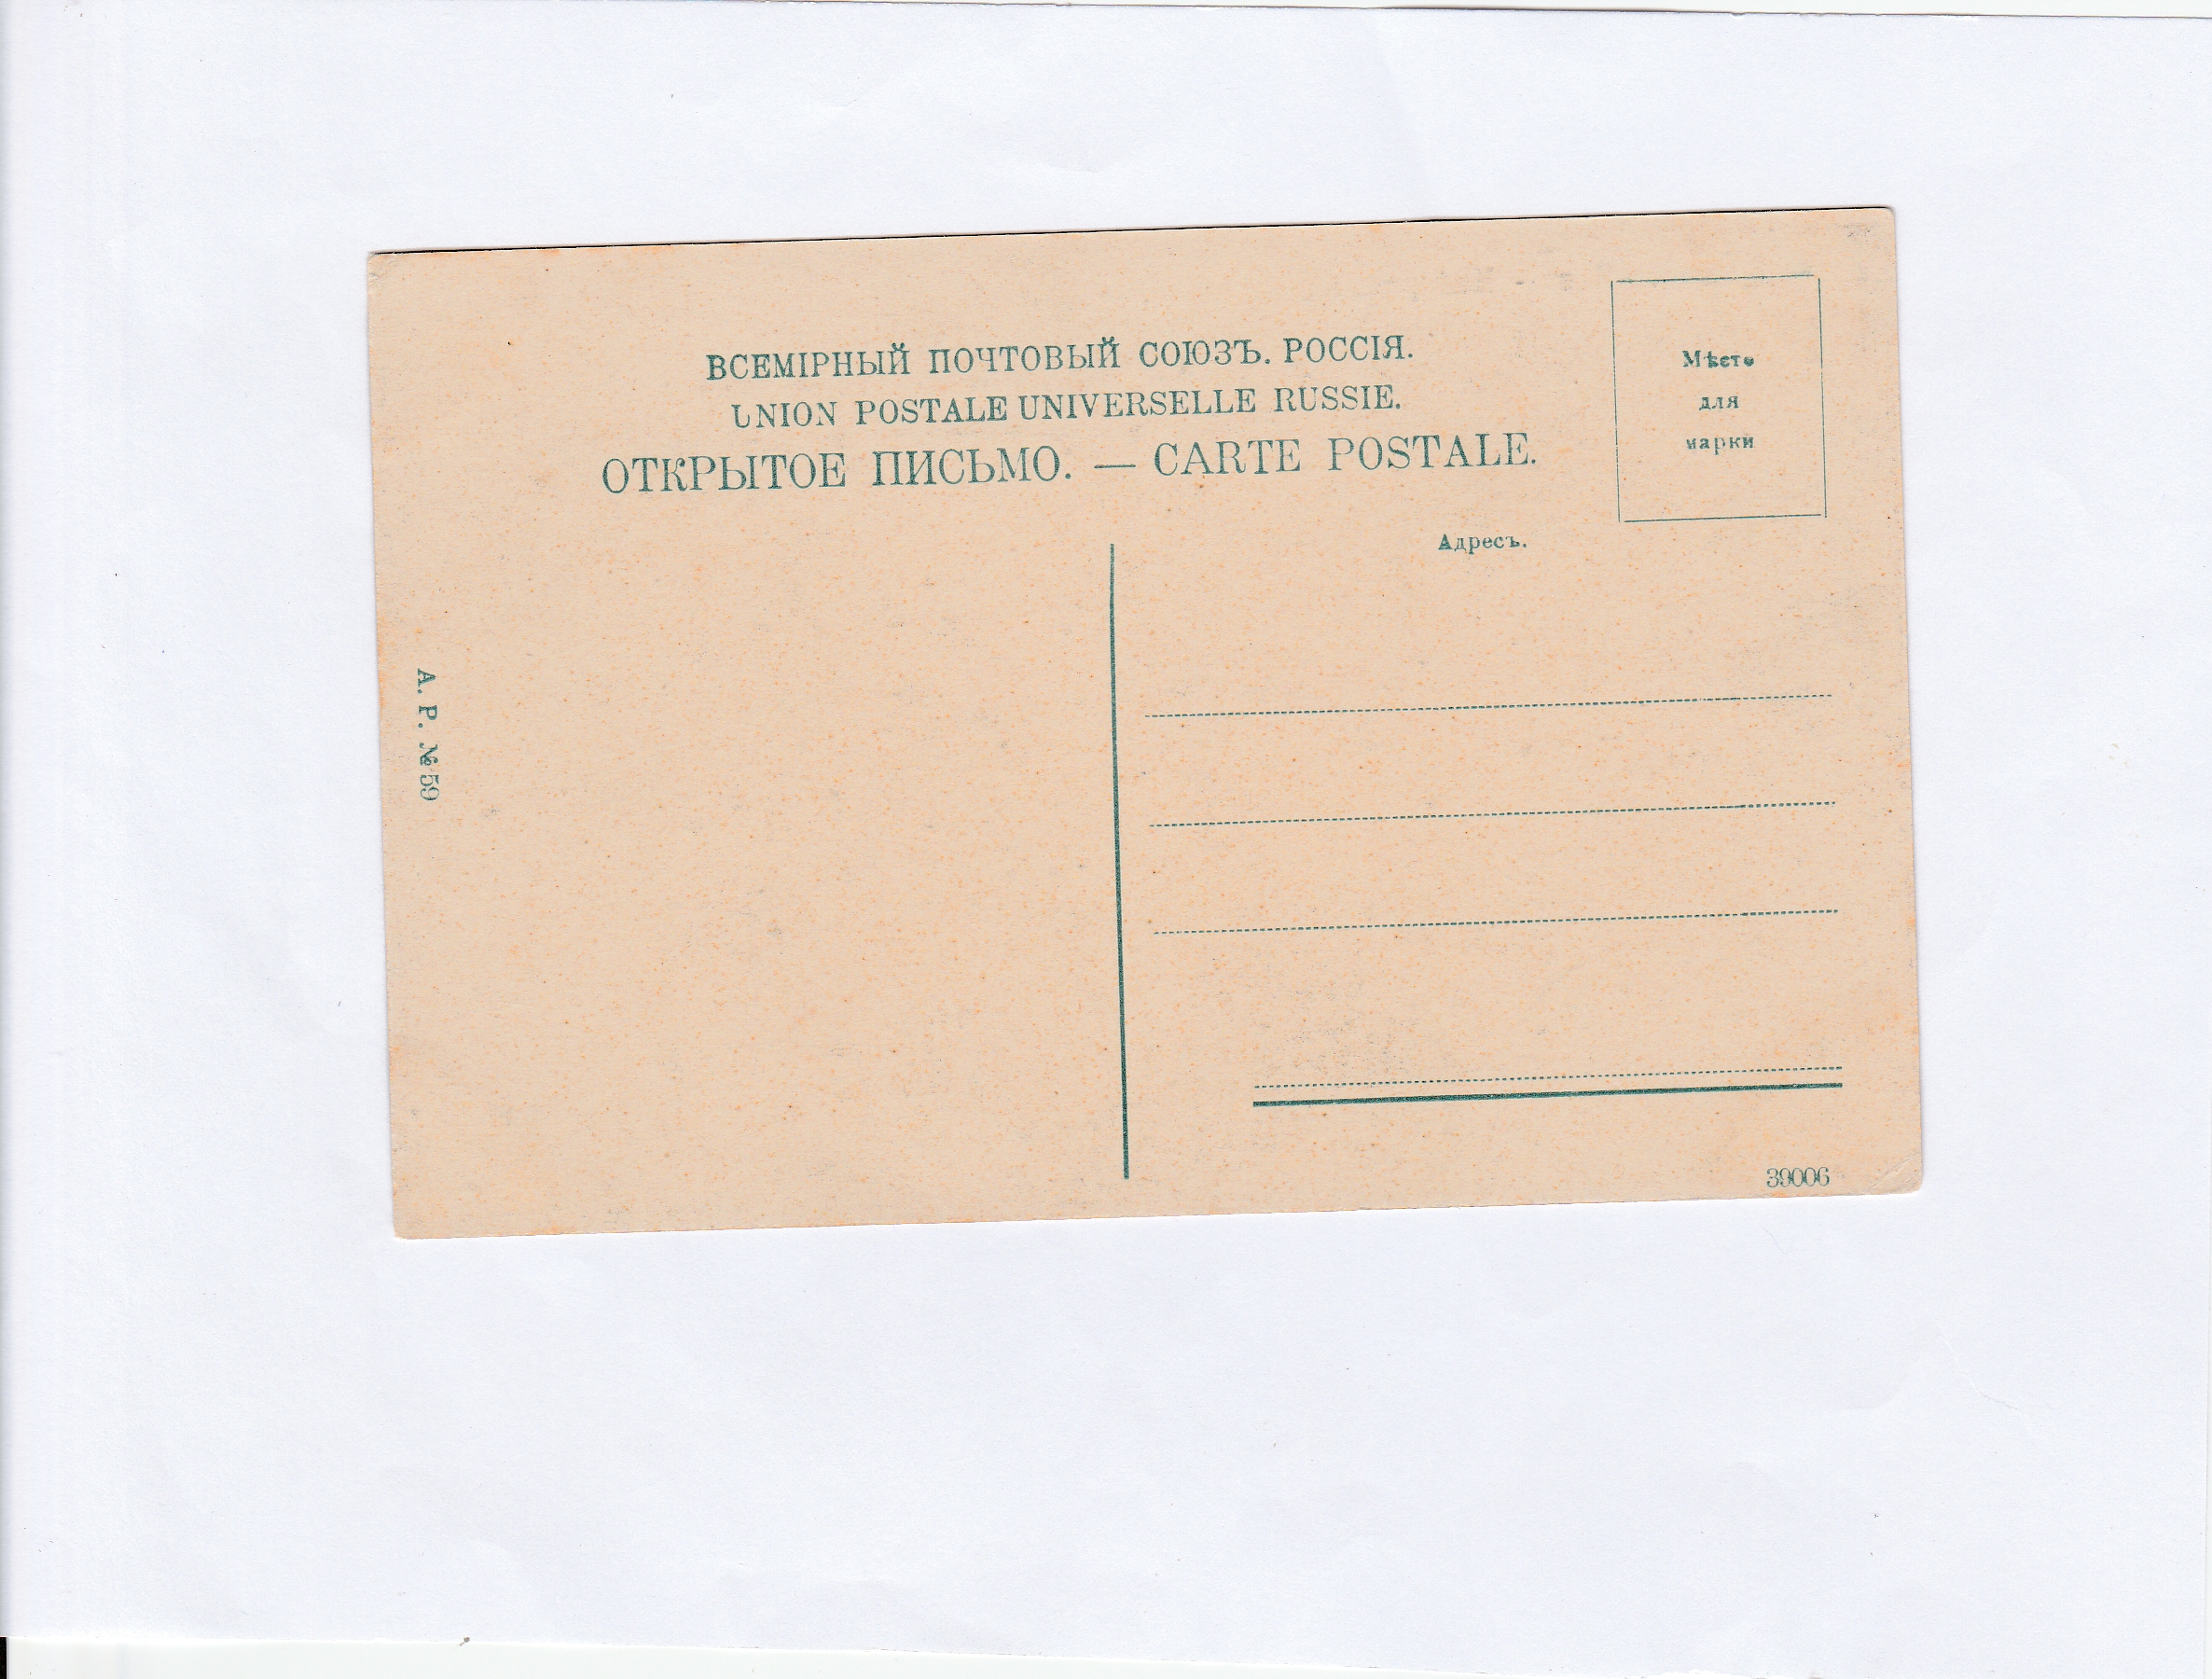 ВСЕМІРНЫЙ ПОЧТОВЫЙ СОЮЗЪ. РОССІЯ.
UNION POSTALE UNIVERSELLE RUSSIE.
ОТКРЫТОЕ ПИСЬМО. — CARTE POSTALE.
Мѣсто
для
марки
Адресъ.
А. Р. № 59
39006